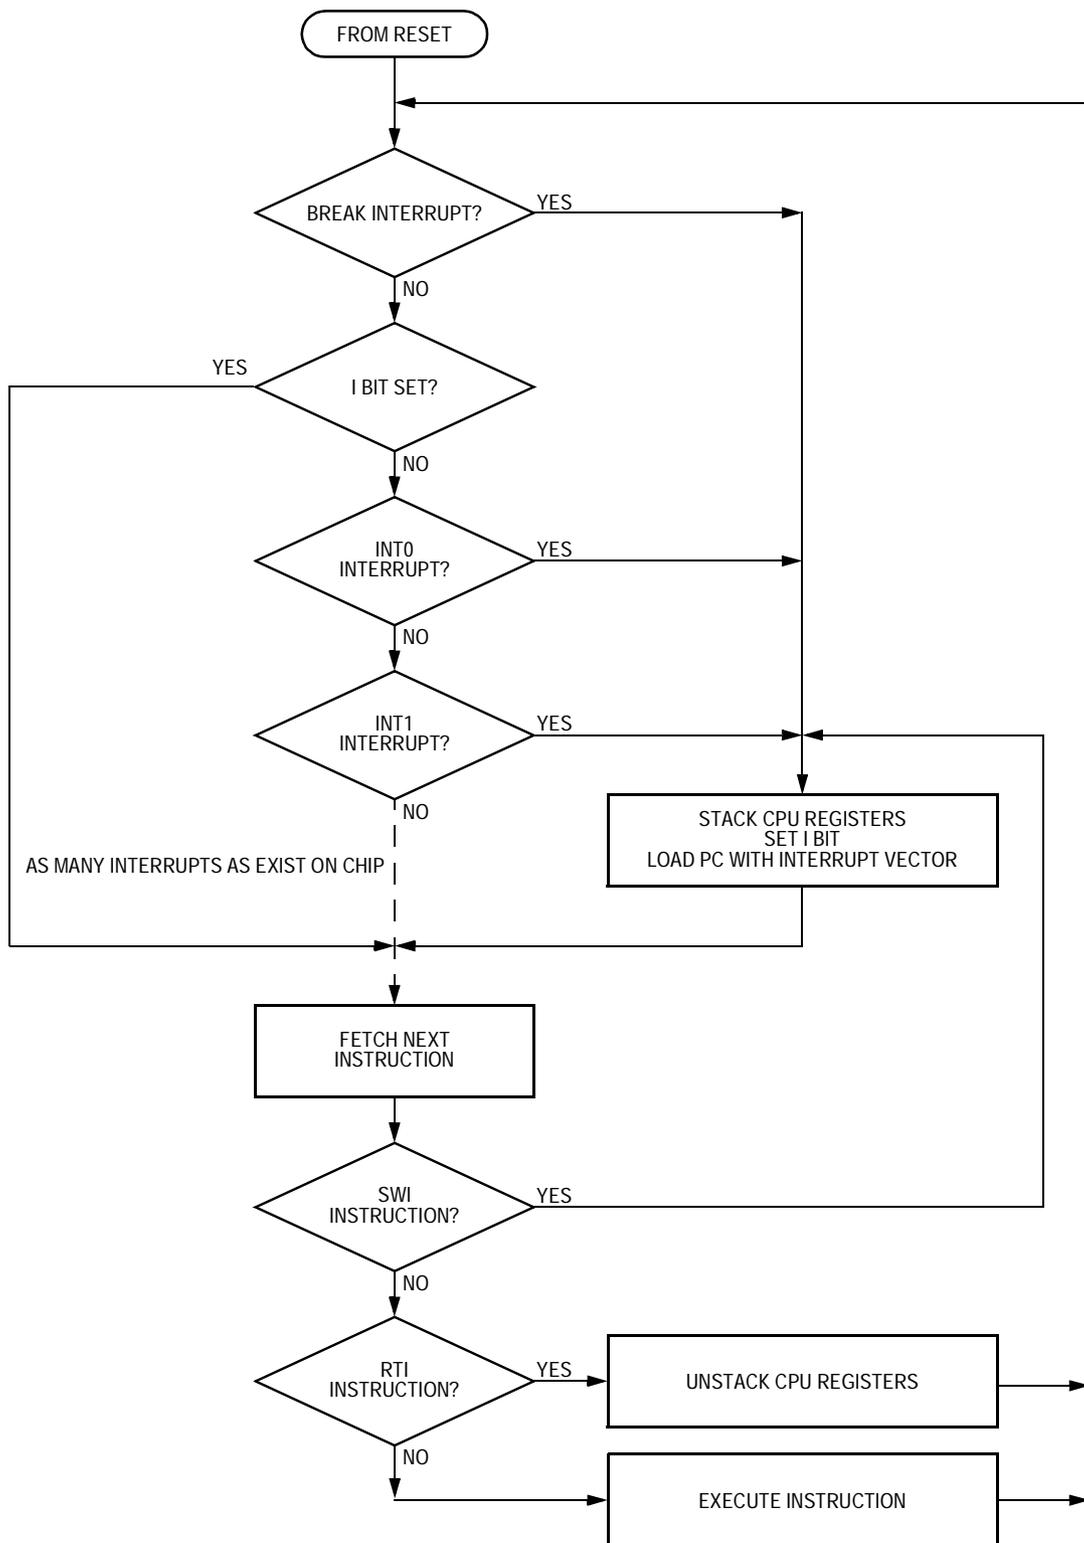 FROM RESET
BREAK INTERRUPT?
YES
NO
YES
I BIT SET?
NO
INT0
INTERRUPT?
YES
NO
INT1
INTERRUPT?
YES
NO
STACK CPU REGISTERS
SET I BIT
LOAD PC WITH INTERRUPT VECTOR
AS MANY INTERRUPTS AS EXIST ON CHIP
FETCH NEXT
INSTRUCTION
SWI
INSTRUCTION?
YES
NO
RTI
INSTRUCTION?
YES
UNSTACK CPU REGISTERS
NO
EXECUTE INSTRUCTION